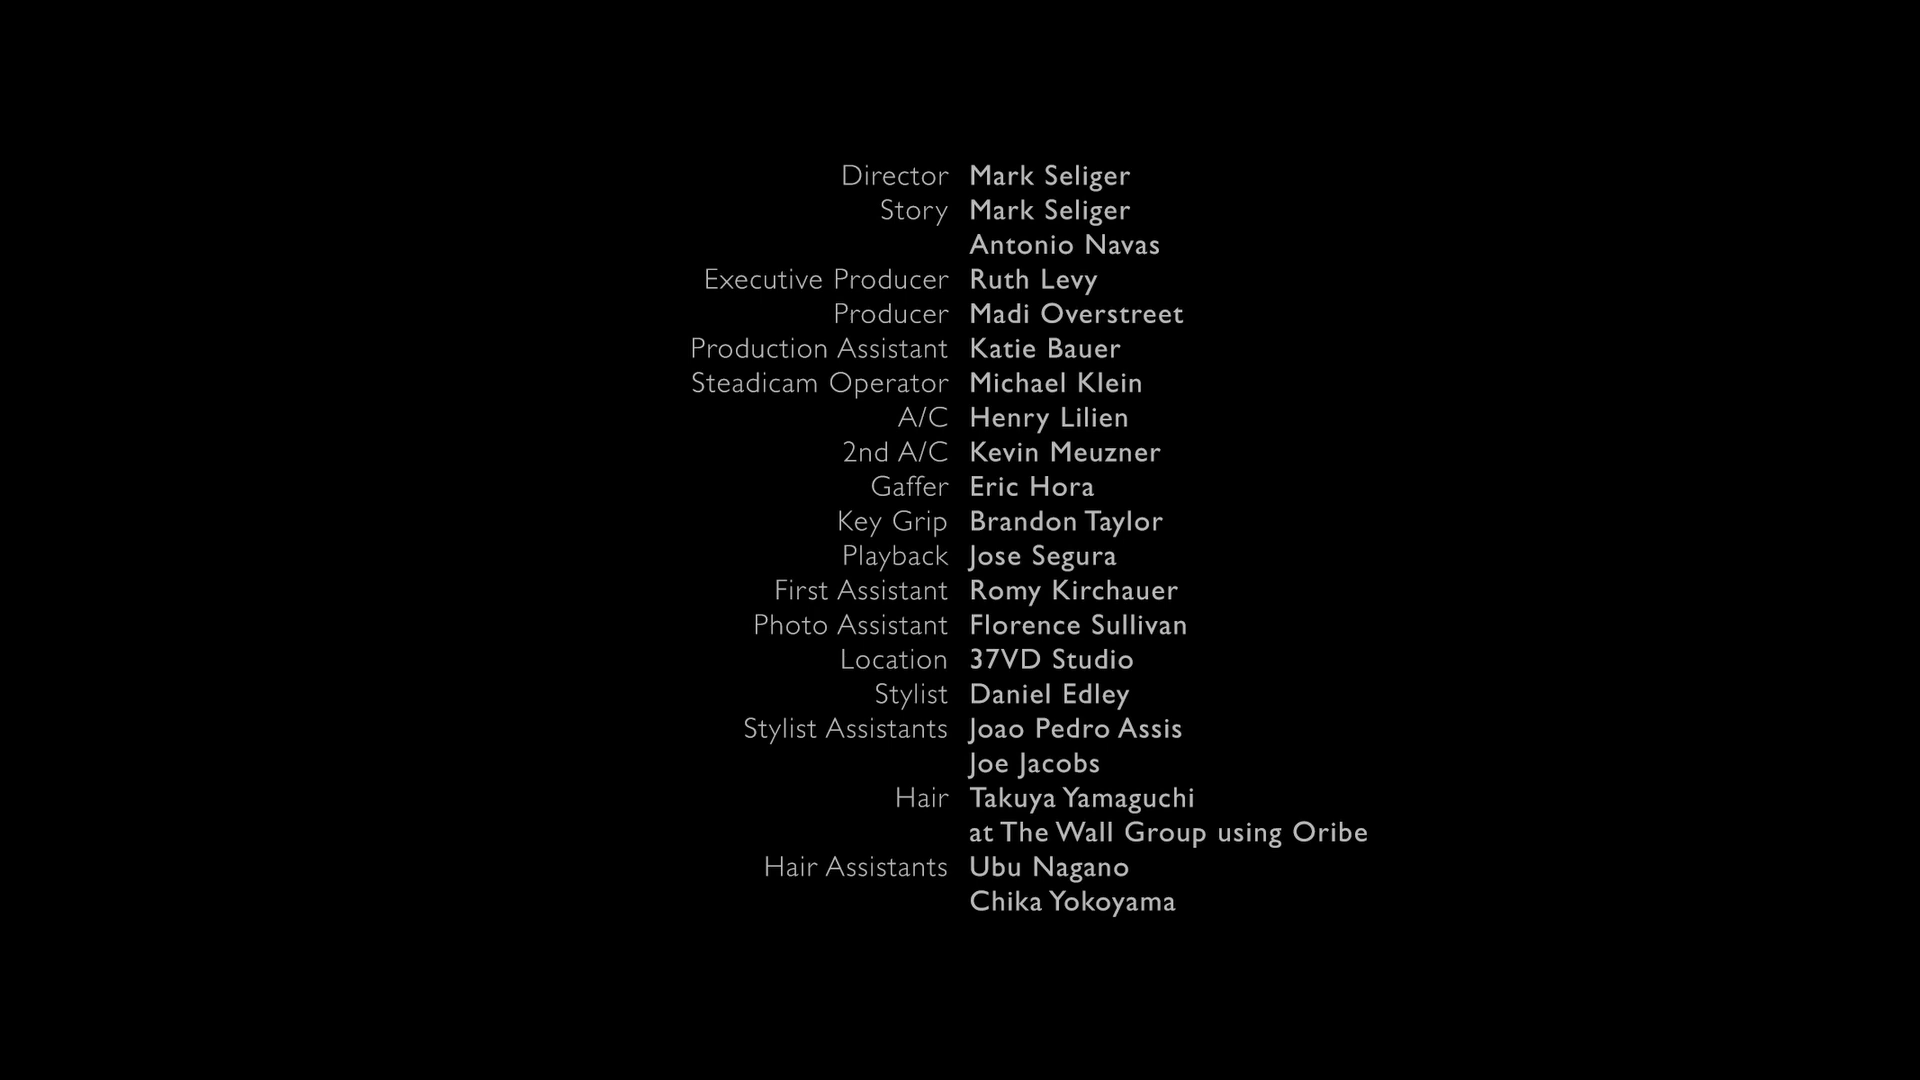 Director Mark Seliger
Story Mark Seliger
Antonio Navas
Executive Producer Ruth Levy
Producer Madi Overstreet
Production Assistant Katie Bauer
Steadicam Operator Michael Klein
A/C Henry Lilien
2nd A/C Kevin Meuzner
Gaffer Eric Hora
Key Grip Brandon Taylor
Playback Jose Segura
First Assistant Romy Kirchauer
Photo Assistant Florence Sullivan
Location 37VD Studio
Stylist Daniel Edley
Stylist Assistants Joao Pedro Assis
Joe Jacobs
Hair Takuya Yamaguchi
at The Wall Group using Oribe
Hair Assistants Ubu Nagano
Chika Yokoyama